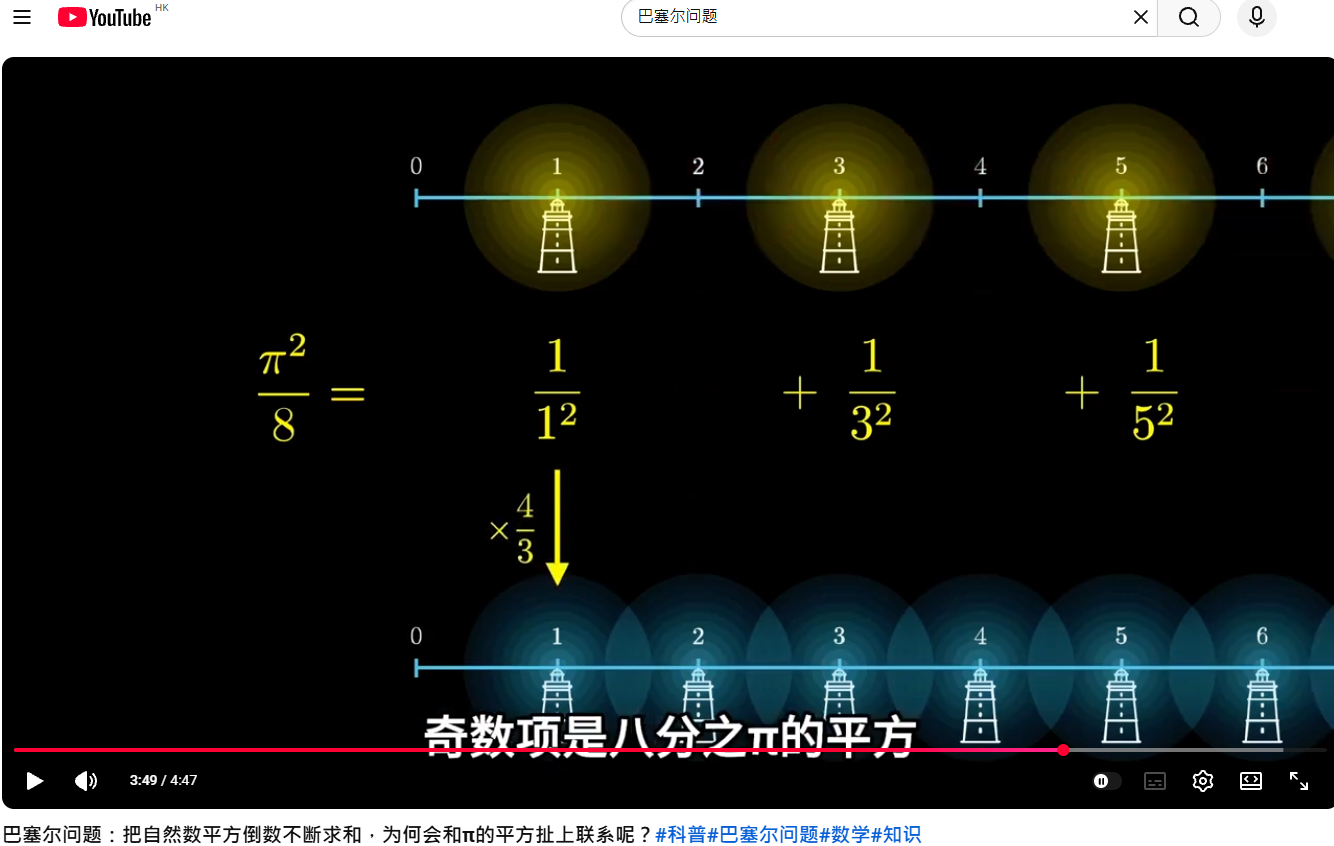 YouTube HK
巴塞尔问题
0 1 2 3 4 5 6
π²/8 = 1/1² + 1/3² + 1/5²
×4/3
0 1 2 3 4 5 6
奇数项是八分之π的平方
3:49 / 4:47
巴塞尔问题：把自然数平方倒数不断求和，为何会和π的平方扯上联系呢？#科普#巴塞尔问题#数学#知识